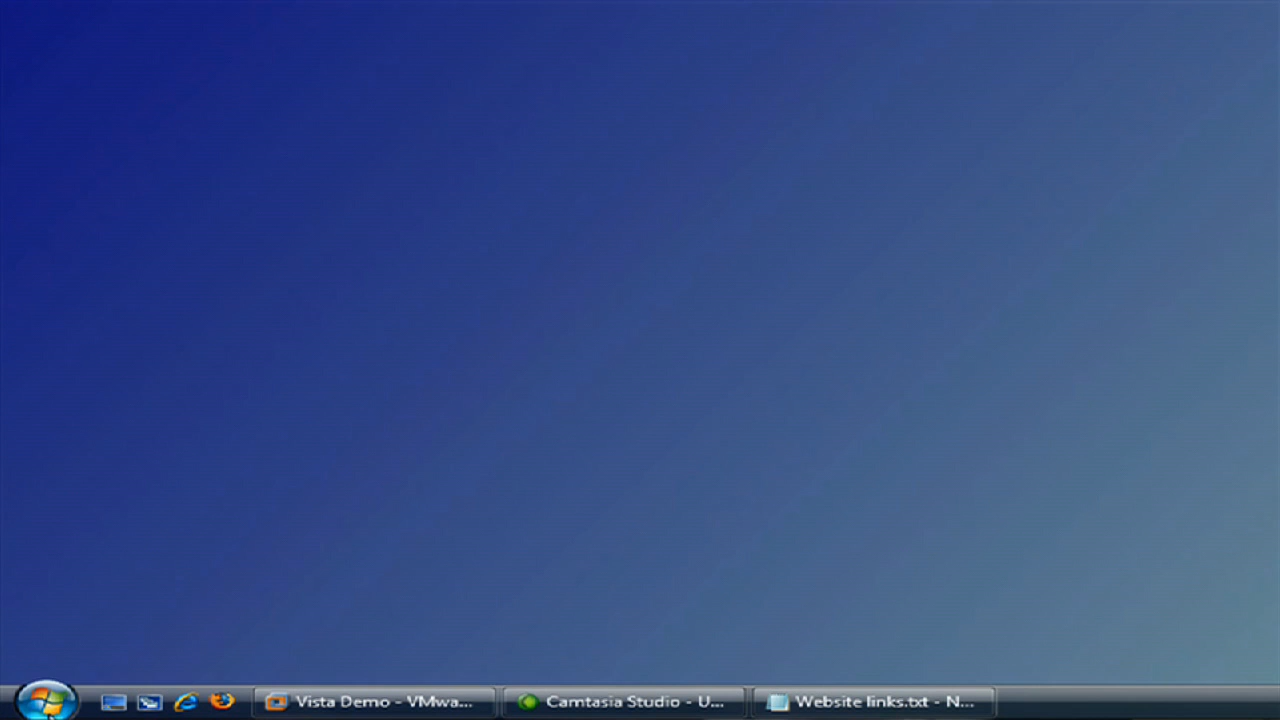 Vista Demo - VMwa...
Camtasia Studio - U...
Website links.txt - N...